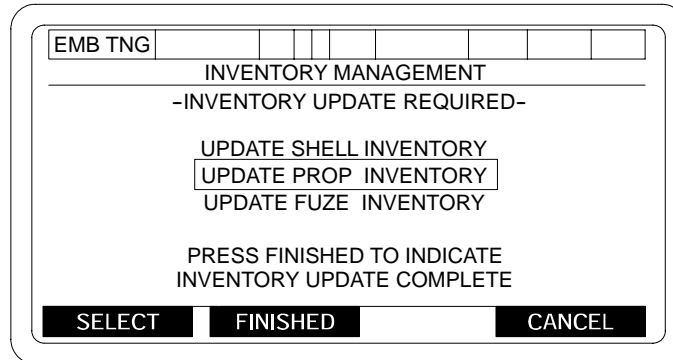 EMB TNG
INVENTORY MANAGEMENT
-INVENTORY UPDATE REQUIRED-
UPDATE SHELL INVENTORY
UPDATE PROP INVENTORY
UPDATE FUZE INVENTORY
PRESS FINISHED TO INDICATE
INVENTORY UPDATE COMPLETE
SELECT FINISHED CANCEL